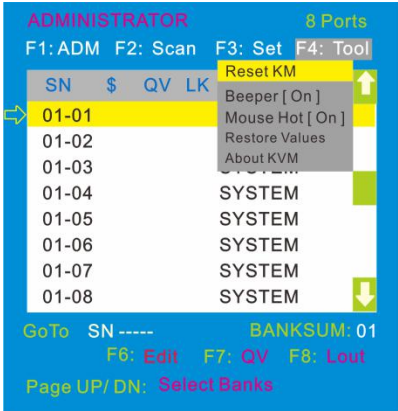 ADMINISTRATOR 8 Ports
F1: ADM F2: Scan F3: Set F4: Tool
SN $ QV LK
Reset KM
Beeper [ On ]
Mouse Hot [ On ]
Restore Values
About KVM
01-01
01-02
01-03
01-04 SYSTEM
01-05 SYSTEM
01-06 SYSTEM
01-07 SYSTEM
01-08 SYSTEM
GoTo SN ----- BANKSUM: 01
F6: Edit F7: QV F8: Lout
Page UP/ DN: Select Banks